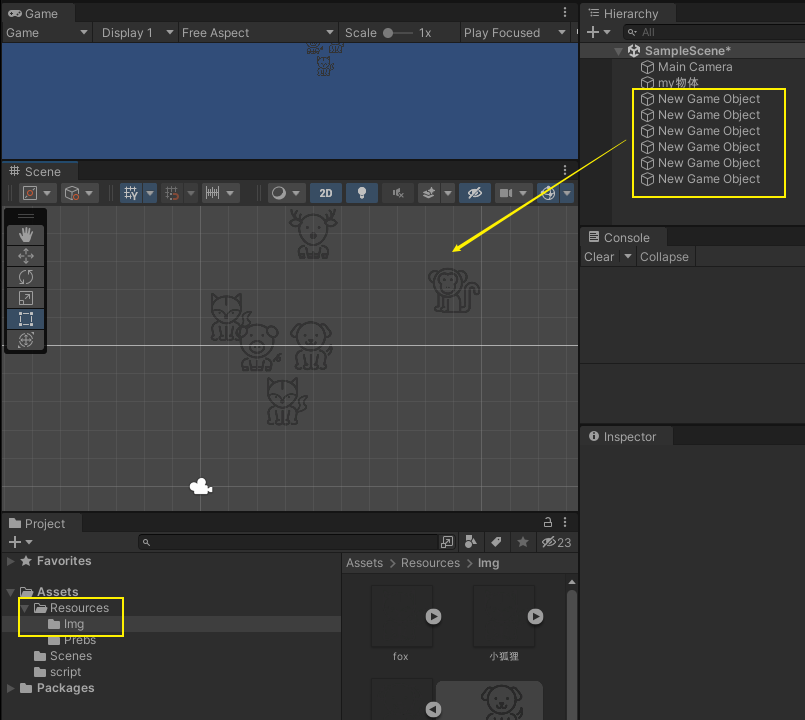 Game
Game Display 1 Free Aspect Scale 1x Play Focused
Scene
2D
Hierarchy
All
SampleScene*
Main Camera
my物体
New Game Object
New Game Object
New Game Object
New Game Object
New Game Object
New Game Object
Console
Clear Collapse
Inspector
Project
23
Favorites
Assets
Resources
Img
Prebs
Scenes
script
Packages
Assets > Resources > Img
fox
小狐狸